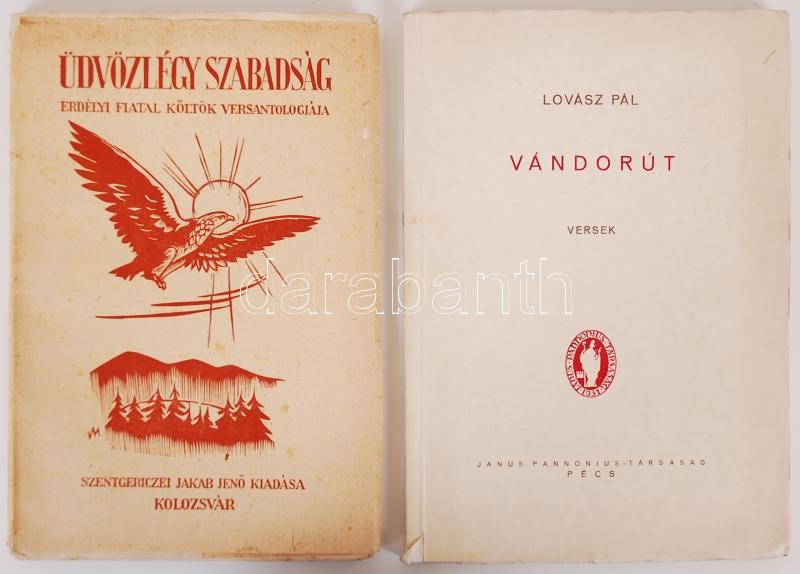 ÜDVÖZLÉGY SZABADSÁG
ERDÉLYI FIATAL KÖLTŐK VERSANTOLOGIÁJA
SZENTGERICZEI JAKAB JENŐ KIADÁSA
KOLOZSVÁR
LOVÁSZ PÁL
VÁNDORÚT
VERSEK
JANUS PANNONIUS-TÁRSASÁG
PÉCS
darabanth